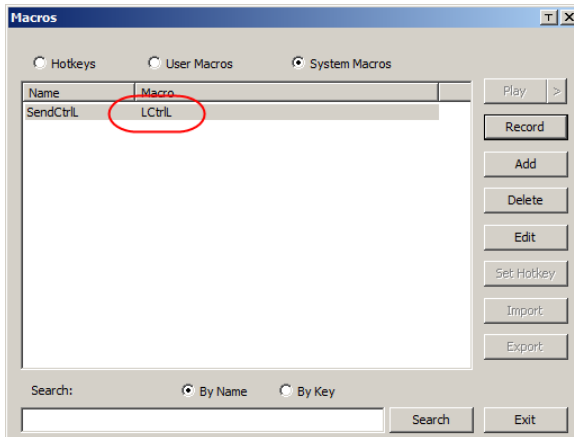 Macros
Hotkeys User Macros System Macros
Name Macro
SendCtrlL LCtrlL
Play >
Record
Add
Delete
Edit
Set Hotkey
Import
Export
Search: By Name By Key
Search Exit